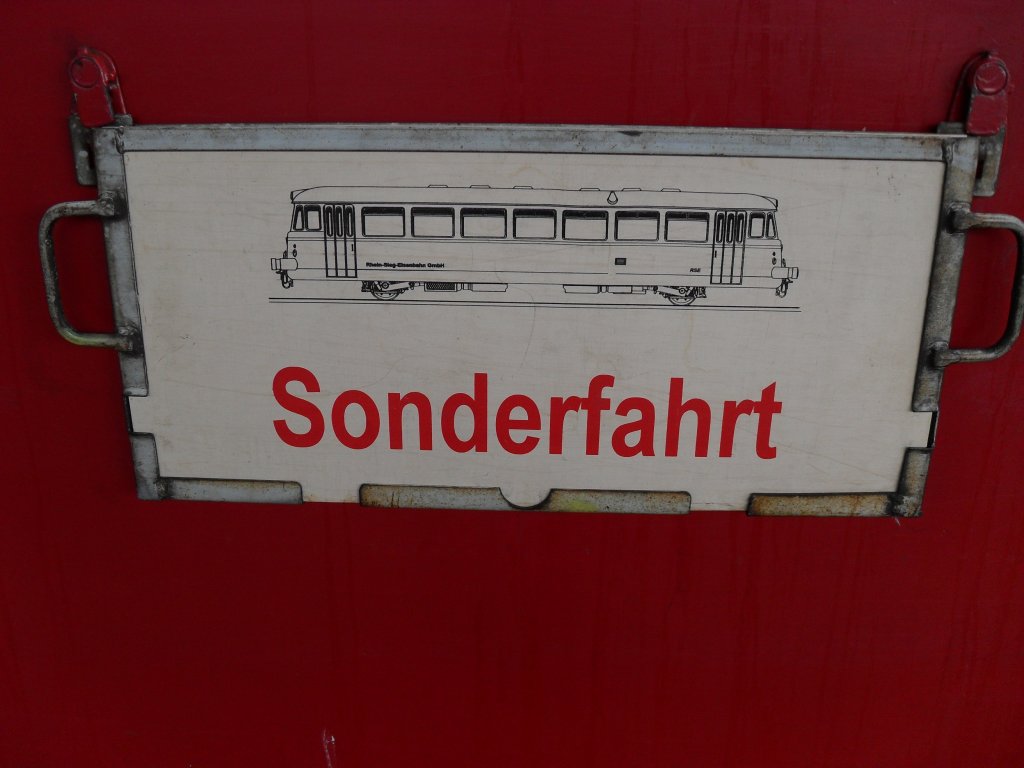 Rhein-Sieg-Eisenbahn GmbH
RSE
Sonderfahrt